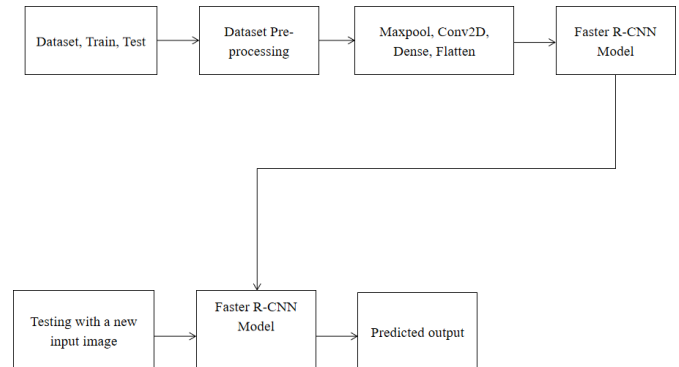 Dataset, Train, Test
Dataset Pre-
processing
Maxpool, Conv2D,
Dense, Flatten
Faster R-CNN
Model
Testing with a new
input image
Faster R-CNN
Model
Predicted output